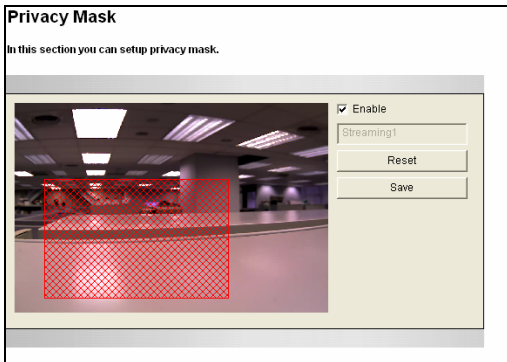 Privacy Mask
In this section you can setup privacy mask.
Enable
Streaming1
Reset
Save